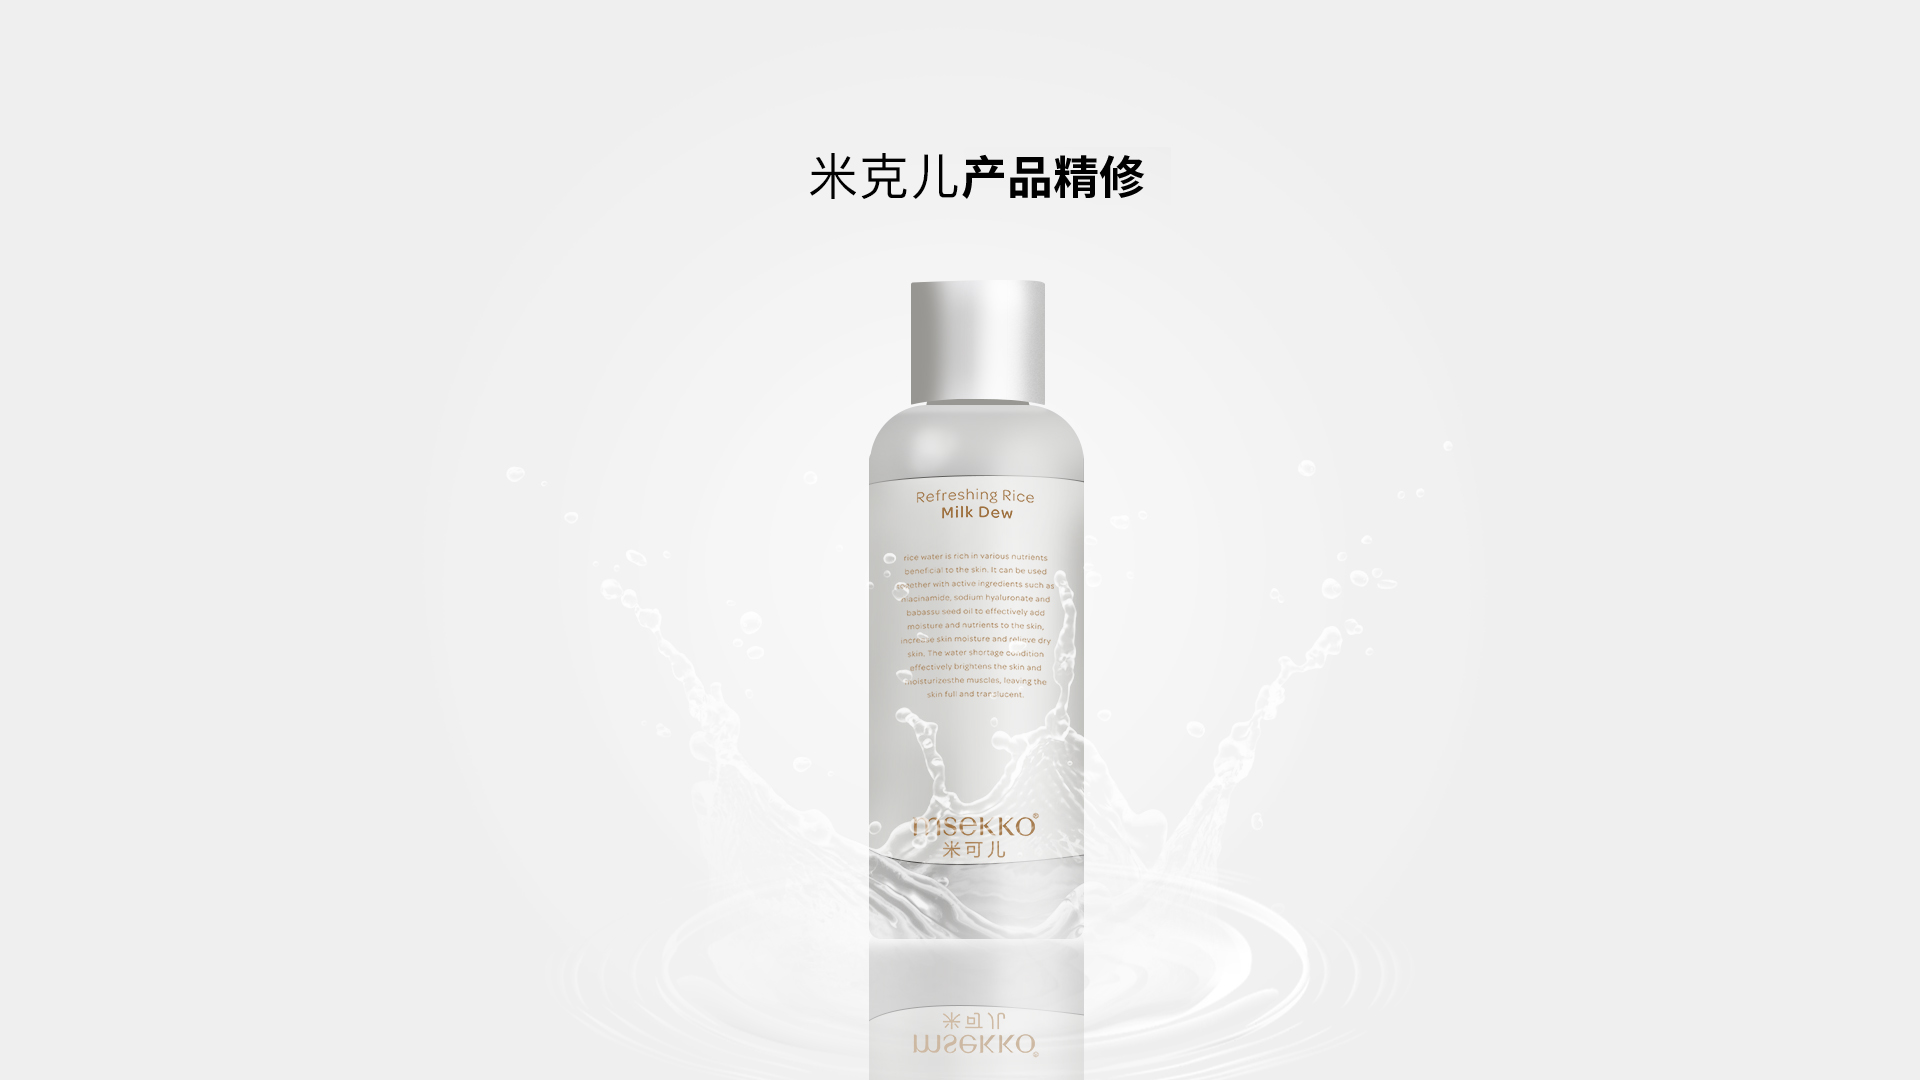 米克儿产品精修
Refreshing Rice
Milk Dew
rice water is rich in various nutrients
beneficial to the skin. It can be used
together with active ingredients such as
niacinamide, sodium hyaluronate and
babassu seed oil to effectively add
moisture and nutrients to the skin,
increase skin moisture and relieve dry
skin. The water shortage condition
effectively brightens the skin and
moisturizesthe muscles, leaving the
skin full and translucent.
msekko®
米可儿
米可儿
msekko®